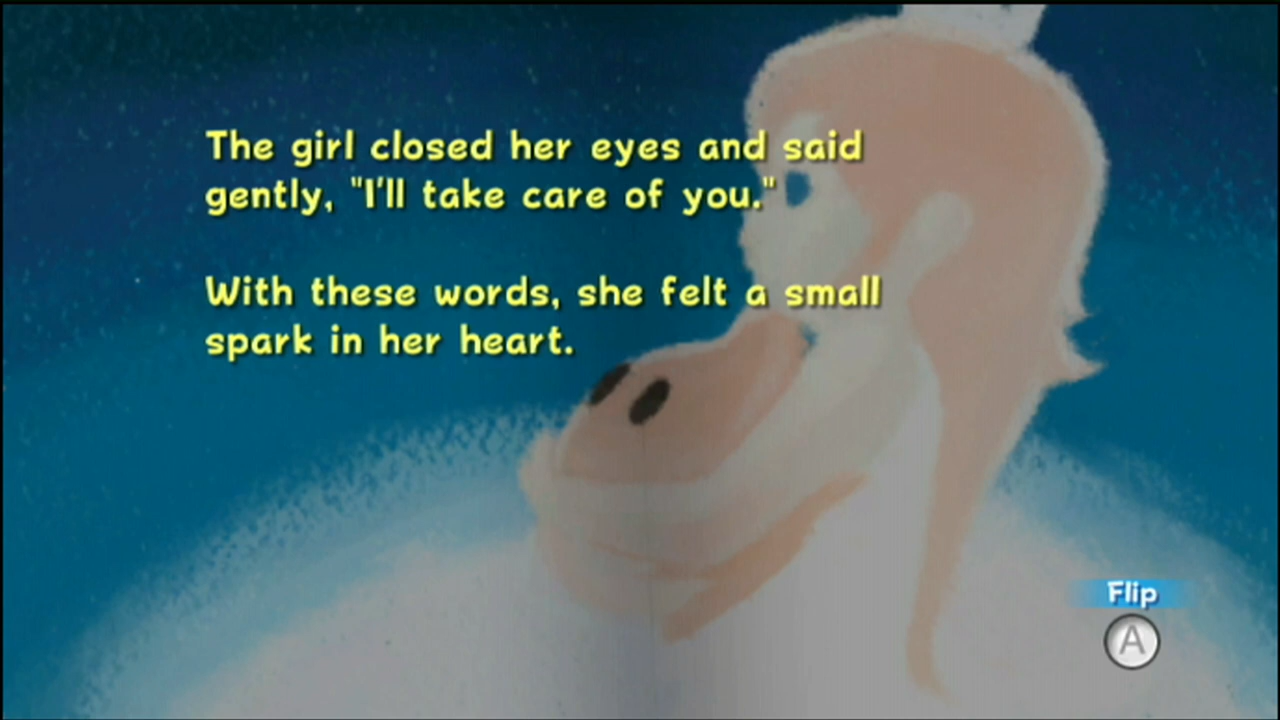 The girl closed her eyes and said
gently, "I'll take care of you."
With these words, she felt a small
spark in her heart.
Flip
A